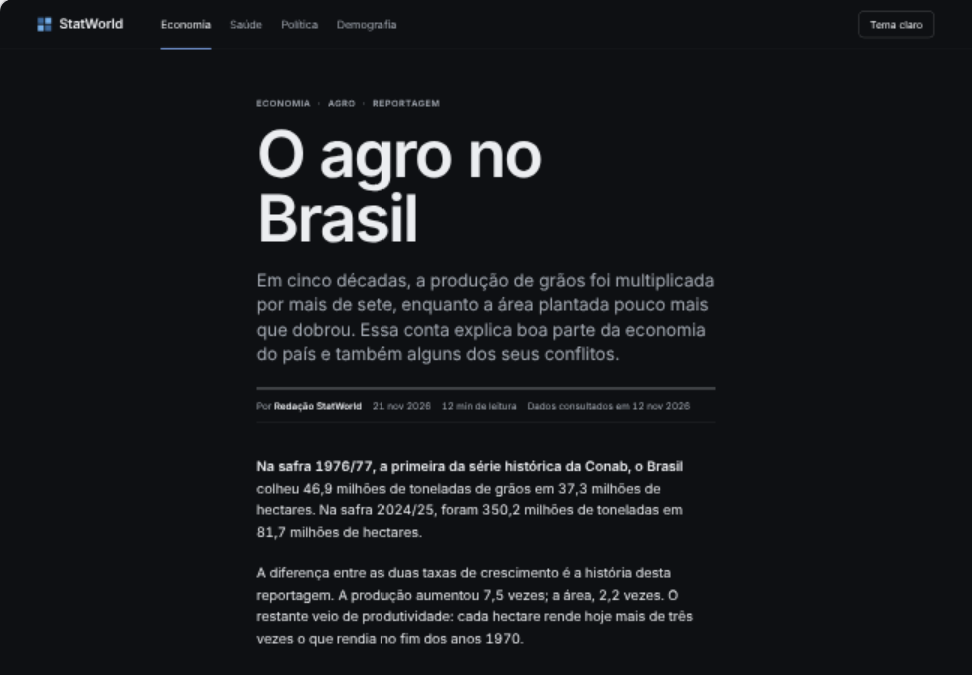 StatWorld
Economia
Saúde
Política
Demografia
Tema claro
ECONOMIA · AGRO · REPORTAGEM
O agro no
Brasil
Em cinco décadas, a produção de grãos foi multiplicada
por mais de sete, enquanto a área plantada pouco mais
que dobrou. Essa conta explica boa parte da economia
do país e também alguns dos seus conflitos.
Por Redação StatWorld 21 nov 2026 12 min de leitura Dados consultados em 12 nov 2026
Na safra 1976/77, a primeira da série histórica da Conab, o Brasil
colheu 46,9 milhões de toneladas de grãos em 37,3 milhões de
hectares. Na safra 2024/25, foram 350,2 milhões de toneladas em
81,7 milhões de hectares.
A diferença entre as duas taxas de crescimento é a história desta
reportagem. A produção aumentou 7,5 vezes; a área, 2,2 vezes. O
restante veio de produtividade: cada hectare rende hoje mais de três
vezes o que rendia no fim dos anos 1970.